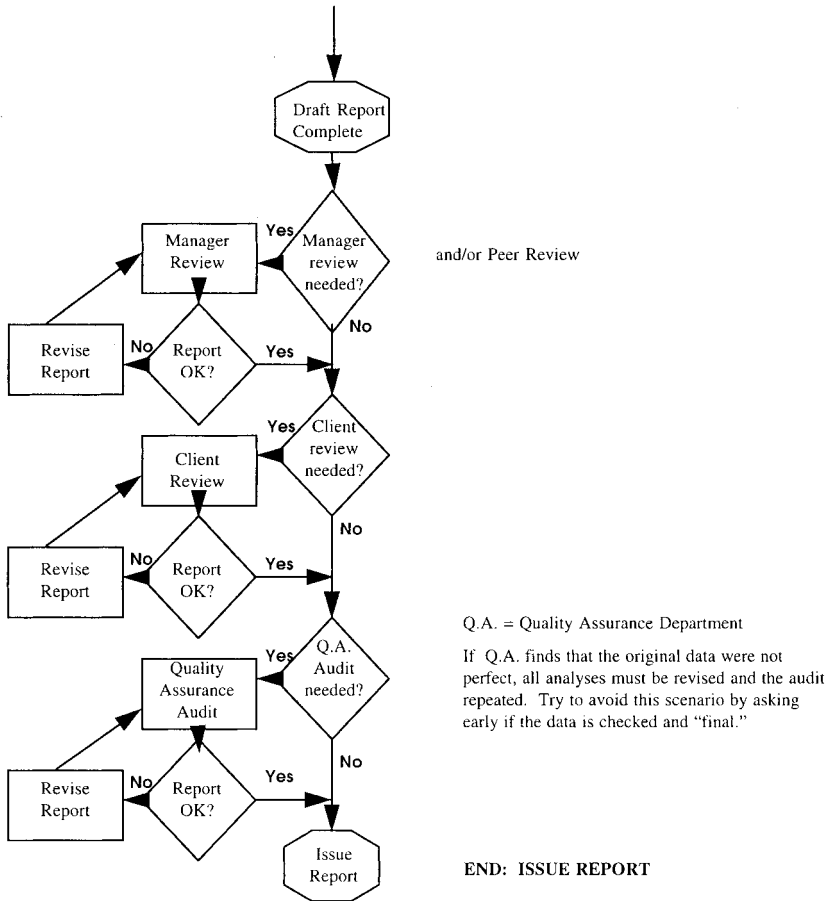 Draft Report
Complete
Yes
Manager
Review
Manager
review
needed?
and/or Peer Review
No
Revise
Report
No
Report
OK?
Yes
Yes
Client
Review
Client
review
needed?
No
Revise
Report
No
Report
OK?
Yes
Q.A. = Quality Assurance Department
If Q.A. finds that the original data were not
perfect, all analyses must be revised and the audit
repeated. Try to avoid this scenario by asking
early if the data is checked and “final.”
Yes
Quality
Assurance
Audit
Q.A.
Audit
needed?
No
Revise
Report
No
Report
OK?
Yes
Issue
Report
END: ISSUE REPORT